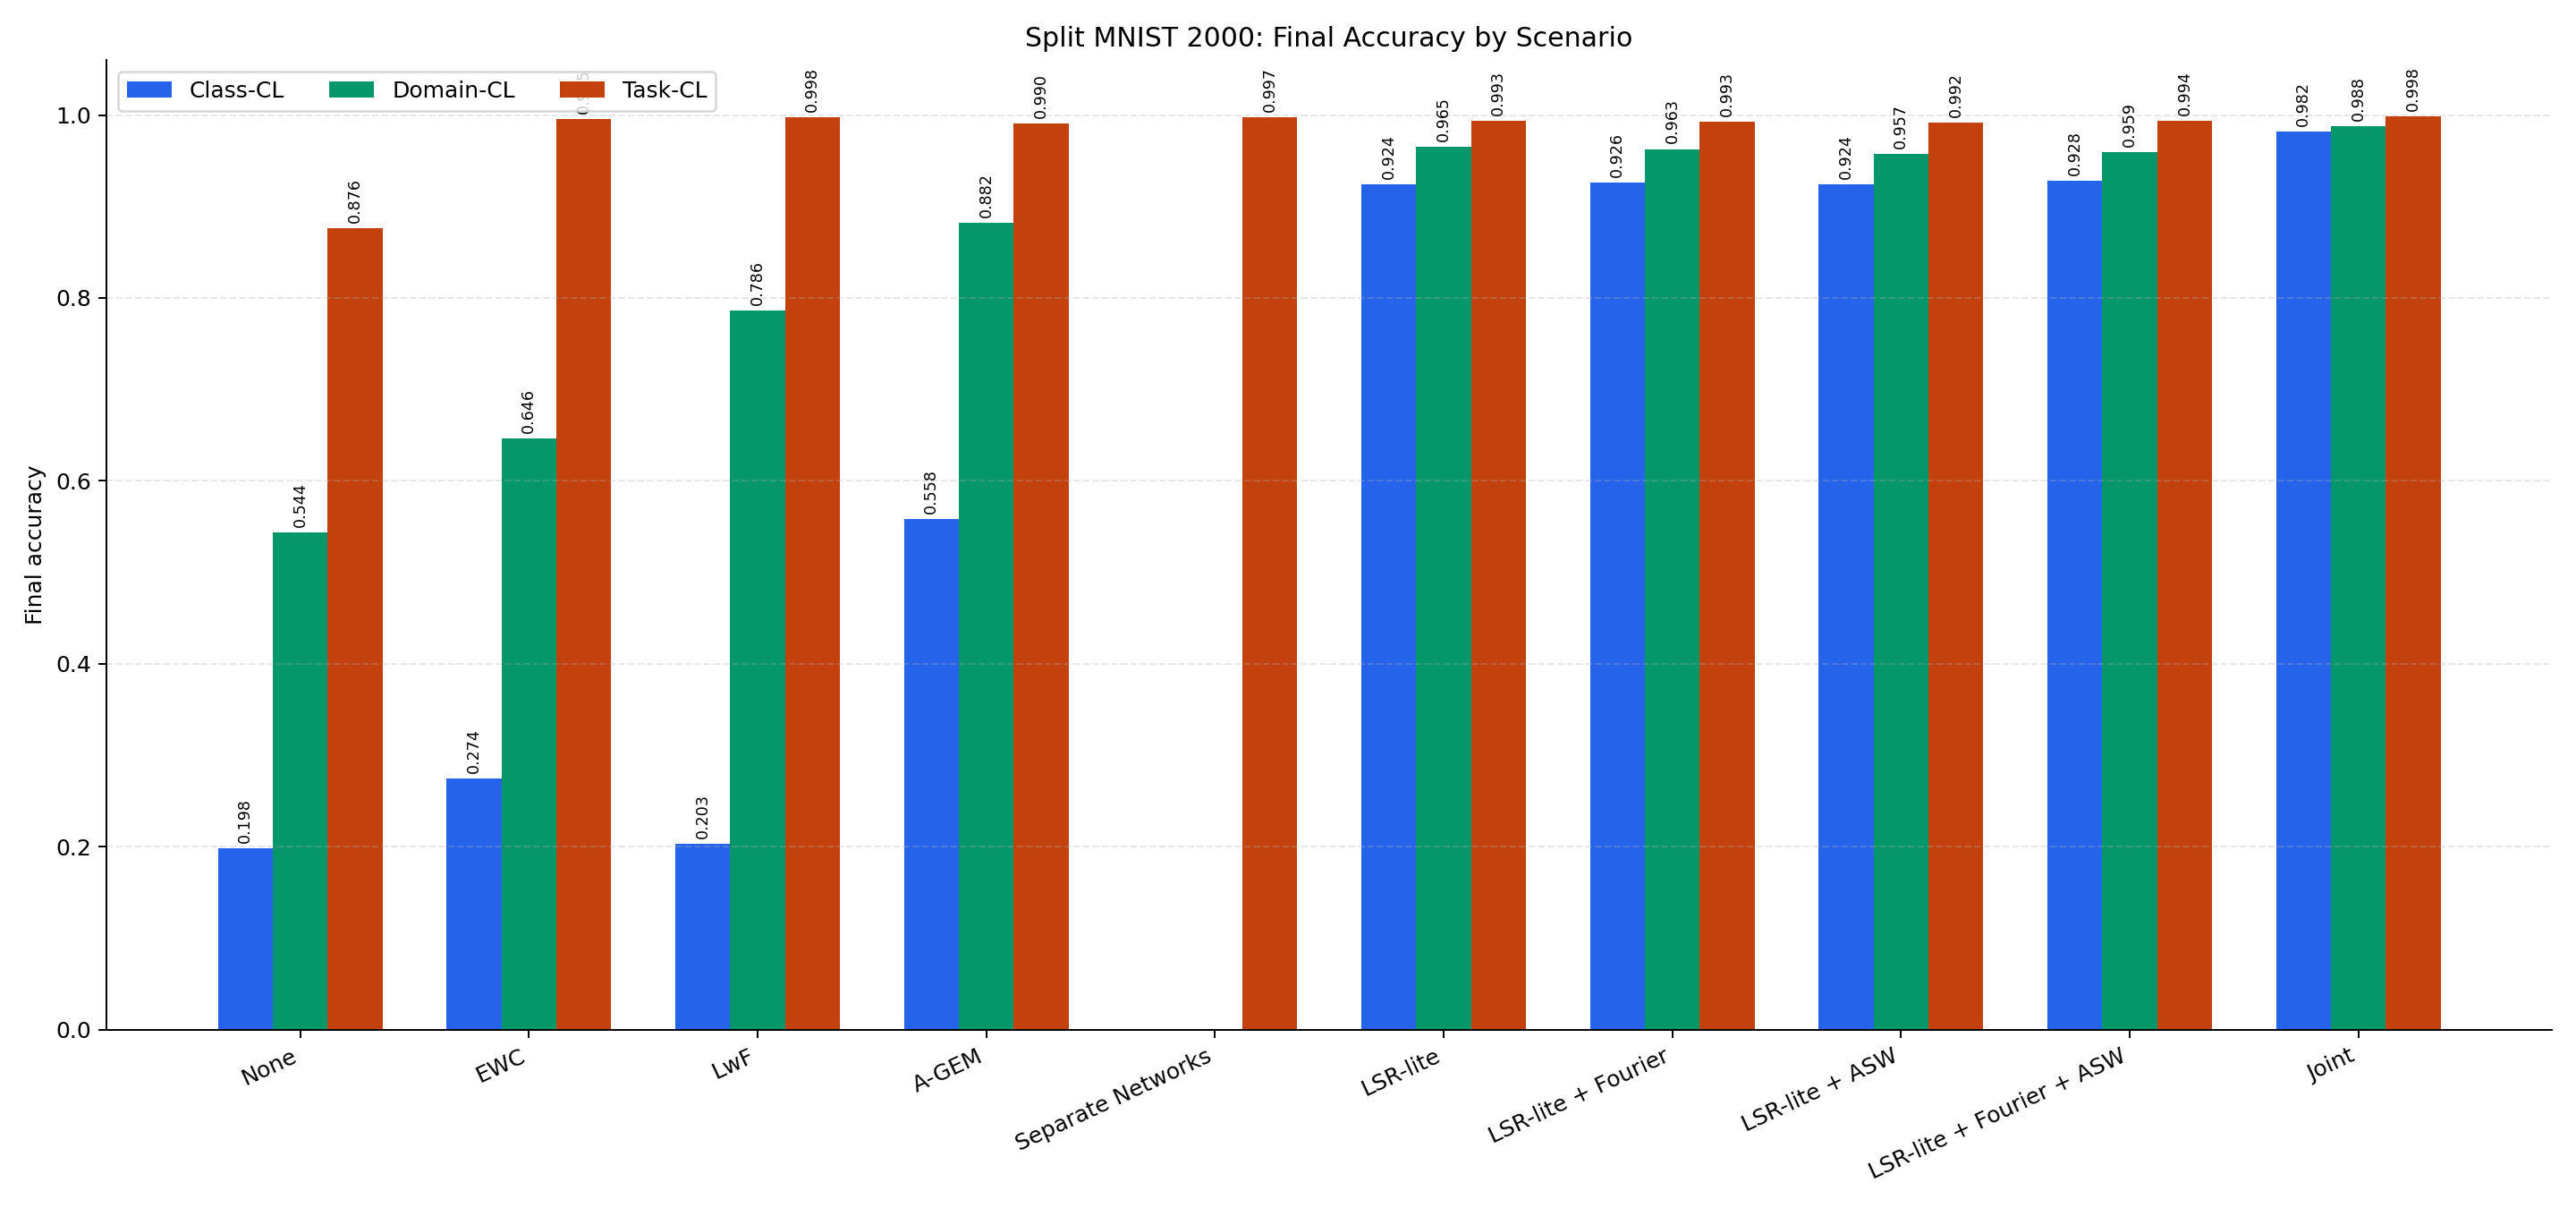 Split MNIST 2000: Final Accuracy by Scenario
Class-CL Domain-CL Task-CL
Final accuracy
1.0
0.8
0.6
0.4
0.2
0.0
0.198
0.544
0.876
0.274
0.646
0.203
0.786
0.998
0.558
0.882
0.990
0.997
0.924
0.965
0.993
0.926
0.963
0.993
0.924
0.957
0.992
0.928
0.959
0.994
0.982
0.988
0.998
None
EWC
LwF
A-GEM
Separate Networks
LSR-lite
LSR-lite + Fourier
LSR-lite + ASW
LSR-lite + Fourier + ASW
Joint